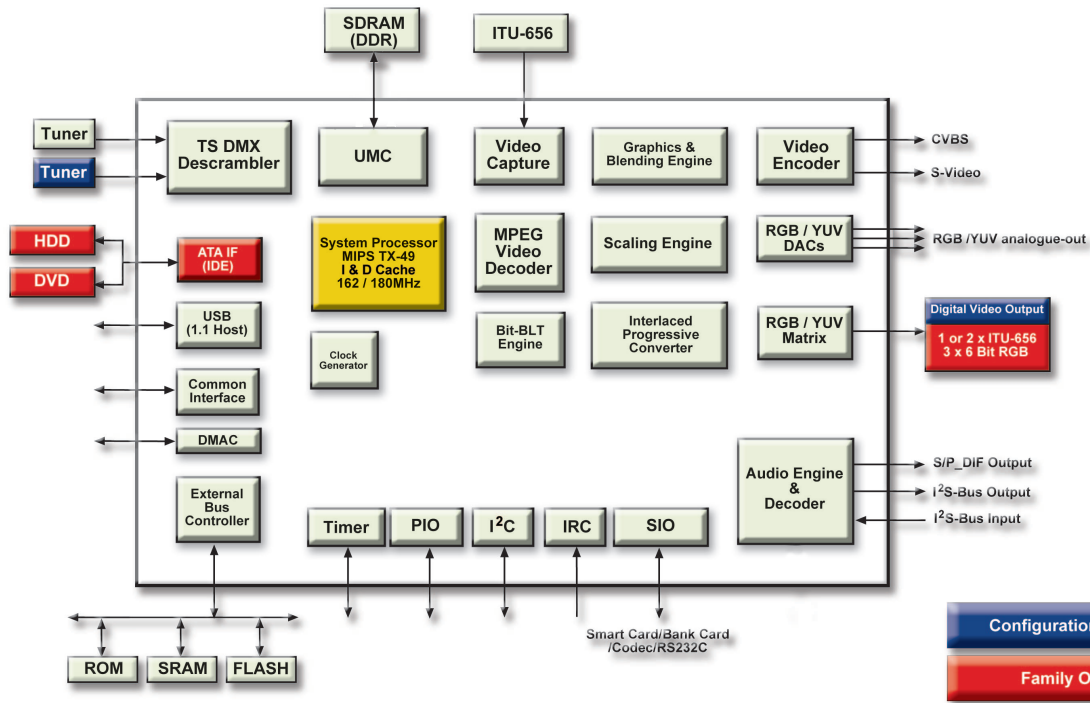 SDRAM
(DDR)
ITU-656
Tuner
Tuner
TS DMX
Descrambler
UMC
Video
Capture
Graphics &
Blending Engine
Video
Encoder
CVBS
S-Video
HDD
DVD
ATA IF
(IDE)
System Processor
MIPS TX-49
I & D Cache
162 / 180MHz
MPEG
Video
Decoder
Scaling Engine
RGB / YUV
DACs
RGB /YUV analogue-out
USB
(1.1 Host)
Clock
Generator
Bit-BLT
Engine
Interlaced
Progressive
Converter
RGB / YUV
Matrix
Digital Video Output
1 or 2 x ITU-656
3 x 6 Bit RGB
Common
Interface
DMAC
External
Bus
Controller
Audio Engine
&
Decoder
S/P_DIF Output
I²S-Bus Output
I²S-Bus Input
Timer
PIO
I²C
IRC
SIO
Smart Card/Bank Card
/Codec/RS232C
ROM
SRAM
FLASH
Configuration
Family O